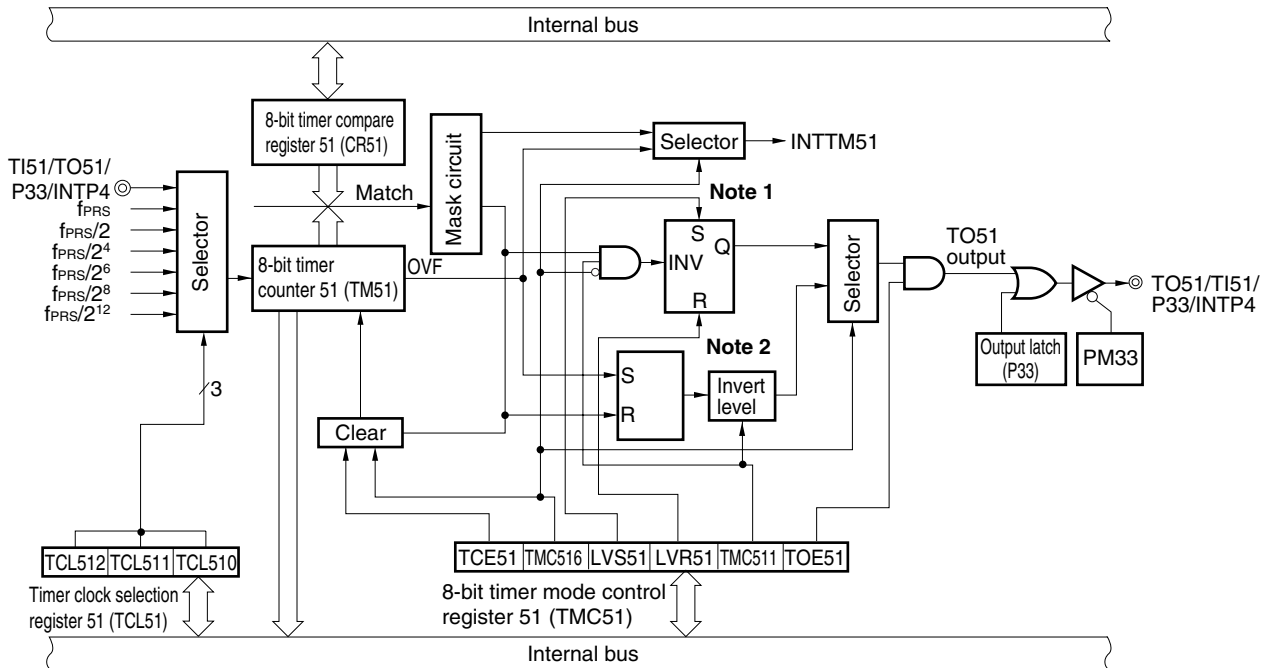 Internal bus
8-bit timer compare
register 51 (CR51)
Mask circuit
Selector
INTTM51
TI51/TO51/
P33/INTP4
fPRS
fPRS/2
fPRS/2⁴
fPRS/2⁶
fPRS/2⁸
fPRS/2¹²
Selector
Match
8-bit timer
counter 51 (TM51)
OVF
Note 1
S
INV
Q
R
Note 2
S
R
Invert
level
Selector
TO51
output
TO51/TI51/
P33/INTP4
Output latch
(P33)
PM33
3
Clear
TCL512 TCL511 TCL510
Timer clock selection
register 51 (TCL51)
TCE51 TMC516 LVS51 LVR51 TMC511 TOE51
8-bit timer mode control
register 51 (TMC51)
Internal bus